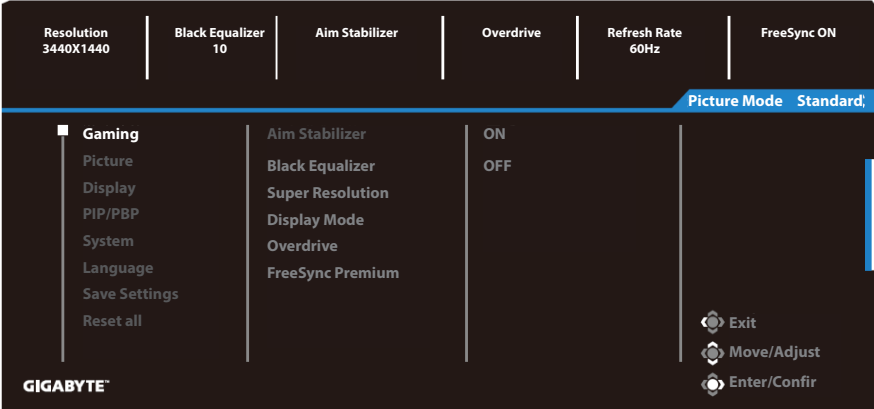 Resolution
3440X1440
Black Equalizer
10
Aim Stabilizer
Overdrive
Refresh Rate
60Hz
FreeSync ON
Picture Mode Standard
Gaming
Picture
Display
PIP/PBP
System
Language
Save Settings
Reset all
Aim Stabilizer
Black Equalizer
Super Resolution
Display Mode
Overdrive
FreeSync Premium
ON
OFF
Exit
Move/Adjust
Enter/Confir
GIGABYTE™